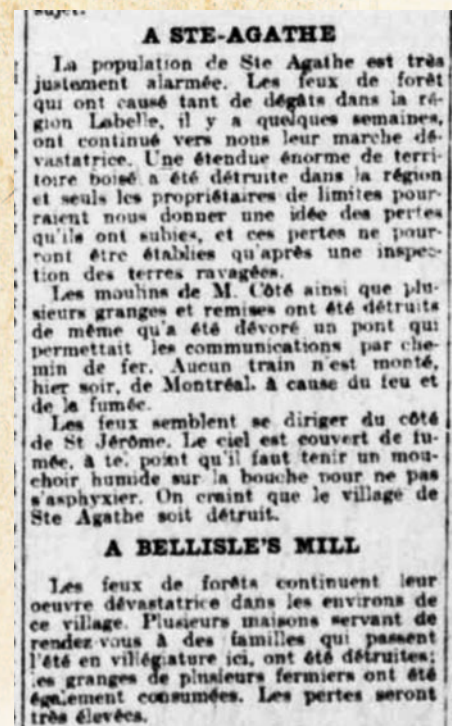 sujet.
A STE-AGATHE
La population de Ste Agathe est très
justement alarmée. Les feux de forêt
qui ont causé tant de dégâts dans la ré-
gion Labelle, il y a quelques semaines,
ont continué vers nous leur marche dé-
vastatrice. Une étendue énorme de terri-
toire boisé a été détruite dans la région
et seuls les propriétaires de limites pour-
raient nous donner une idée des pertes
qu'ils ont subies, et ces pertes ne pour-
ront être établies qu'après une inspec-
tion des terres ravagées.
Les moulins de M. Côté ainsi que plu-
sieurs granges et remises ont été détruits
de même qu'a été dévoré un pont qui
permettait les communications par che-
min de fer. Aucun train n'est monté,
hier soir, de Montréal, à cause du feu et
de la fumée.
Les feux semblent se diriger du côté
de St Jérôme. Le ciel est couvert de fu-
mée, à tel point qu'il faut tenir un mou-
choir humide sur la bouche pour ne pas
s'asphyxier. On craint que le village de
Ste Agathe soit détruit.
A BELLISLE'S MILL
Les feux de forêts continuent leur
oeuvre dévastatrice dans les environs de
ce village. Plusieurs maisons servant de
rendez-vous à des familles qui passent
l'été en villégiature ici, ont été détruites;
les granges de plusieurs fermiers ont été
également consumées. Les pertes seront
très élevées.